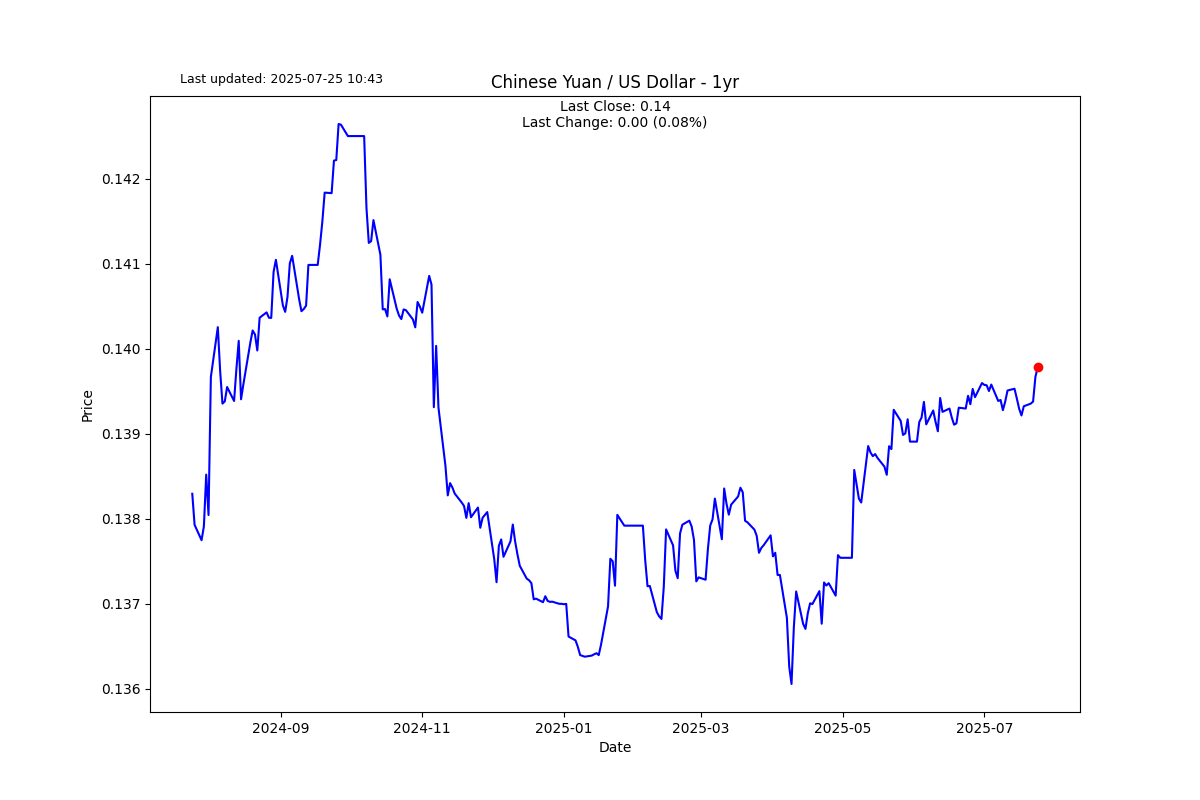 Last updated: 2025-07-25 10:43
Chinese Yuan / US Dollar - 1yr
Last Close: 0.14
Last Change: 0.00 (0.08%)
Price
0.142
0.141
0.140
0.139
0.138
0.137
0.136
2024-09 2024-11 2025-01 2025-03 2025-05 2025-07
Date